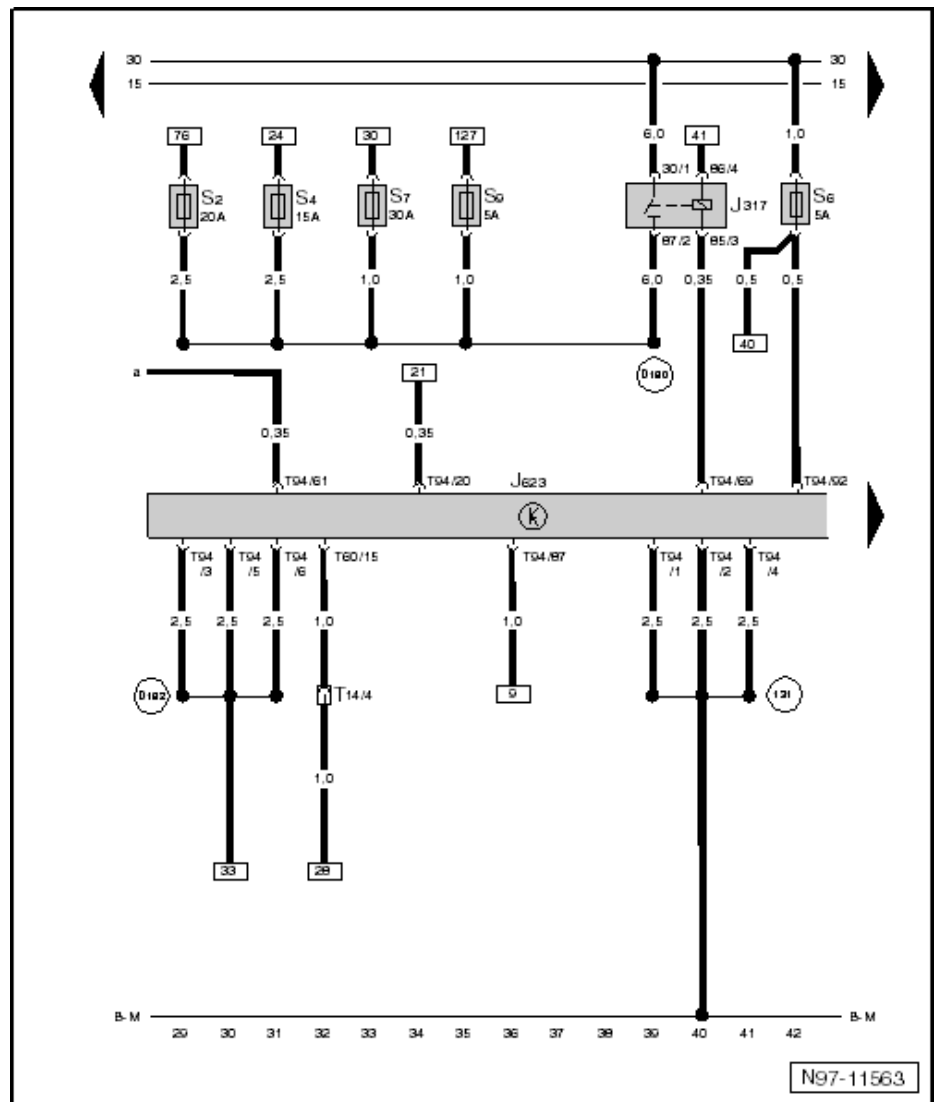 30 30
15 15
76 24 30 127 6,0 41 1,0
30/1 86/4
S2 S4 S7 S9 J317 S6
20A 15A 30A 5A 5A
87/2 85/3
2,5 2,5 1,0 1,0 6,0 0,35 0,5 0,5
40
a 21 D180
0,35 0,35
T94/61 T94/20 J623 T94/69 T94/92
k
T94 T94 T94 T60/15 T94/87 T94 T94 T94
/3 /5 /6 /1 /2 /4
2,5 2,5 2,5 1,0 1,0 2,5 2,5 2,5
D182 T14/4 9 131
1,0
33 28
B-M B-M
29 30 31 32 33 34 35 36 37 38 39 40 41 42
N97-11563